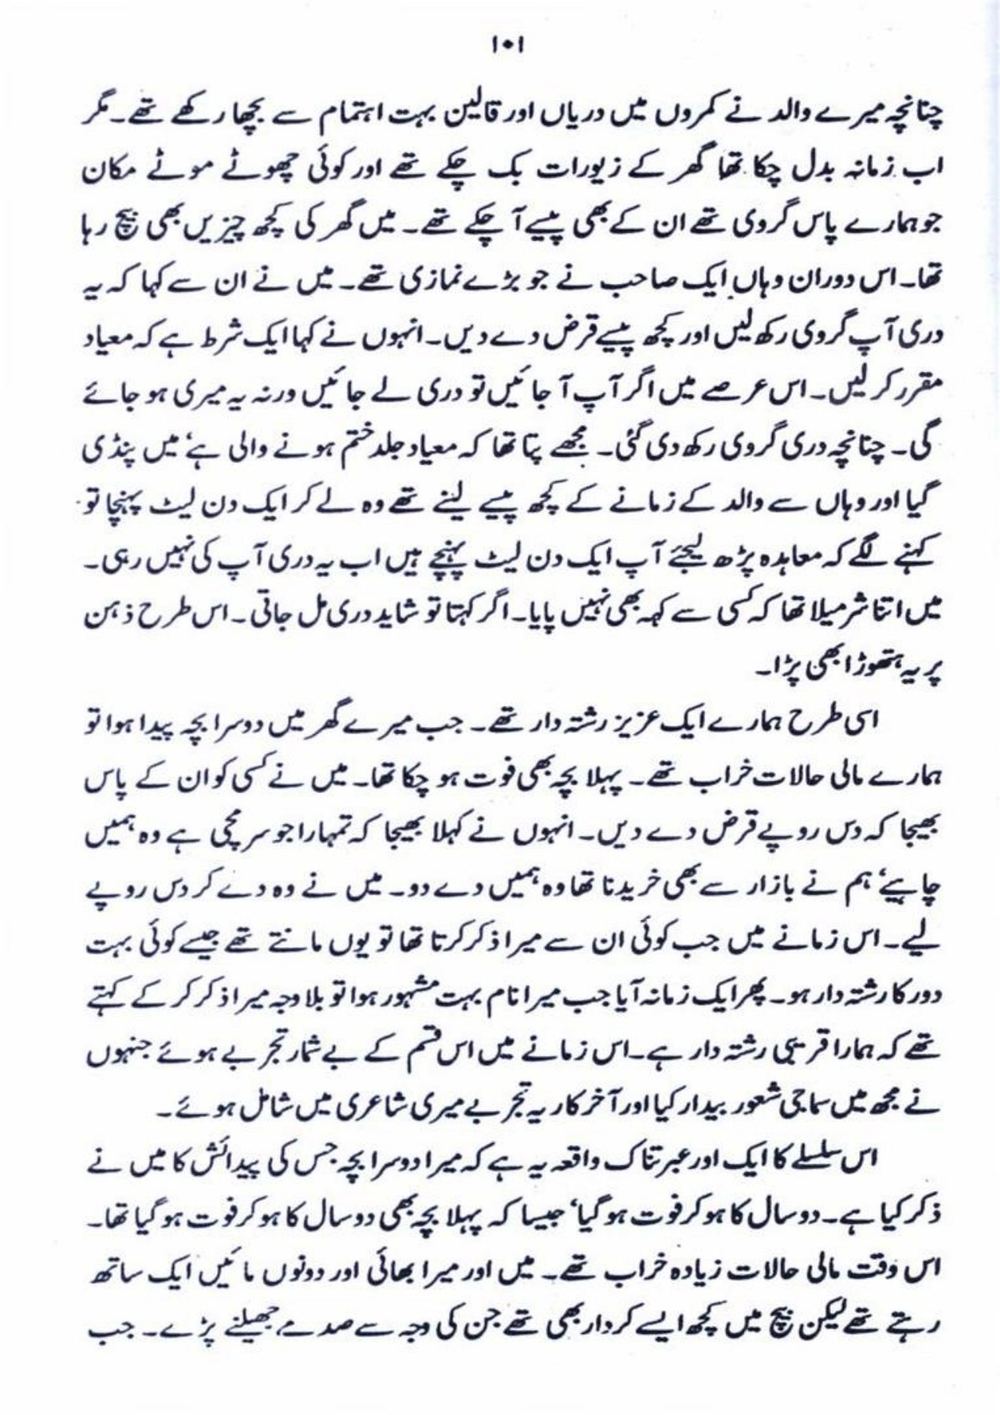 ۱۰۱
چنانچہ میرے والد نے کمروں میں دریاں اور قالین بہت اہتمام سے بچھا رکھے تھے۔ مگر
اب زمانہ بدل چکا تھا گھر کے زیورات بک چکے تھے اور کوئی چھوٹے موٹے مکان
جو ہمارے پاس گروی تھے ان کے بھی پیسے آ چکے تھے۔ میں گھر کی کچھ چیزیں بھی بیچ رہا
تھا۔ اس دوران وہاں ایک صاحب نے جو بڑے نمازی تھے۔ میں نے ان سے کہا کہ یہ
دری آپ گروی رکھ لیں اور کچھ پیسے قرض دے دیں۔ انہوں نے کہا ایک شرط ہے کہ معیاد
مقرر کر لیں۔ اس عرصے میں اگر آپ آ جائیں تو دری لے جائیں ورنہ یہ میری ہو جائے
گی۔ چنانچہ دری گروی رکھ دی گئی۔ مجھے پتا تھا کہ معیاد جلد ختم ہونے والی ہے‘ میں پنڈی
گیا اور وہاں سے والد کے زمانے کے کچھ پیسے لینے تھے وہ لے کر ایک دن لیٹ پہنچا تو
کہنے لگے کہ معاہدہ پڑھ لیجئے آپ ایک دن لیٹ پہنچے ہیں اب یہ دری آپ کی نہیں رہی۔
میں اتنا شرمیلا تھا کہ کسی سے کہہ بھی نہیں پایا۔ اگر کہتا تو شاید دری مل جاتی۔ اس طرح ذہن
پر یہ ہتھوڑا بھی پڑا۔
اسی طرح ہمارے ایک عزیز رشتہ دار تھے۔ جب میرے گھر میں دوسرا بچہ پیدا ہوا تو
ہمارے مالی حالات خراب تھے۔ پہلا بچہ بھی فوت ہو چکا تھا۔ میں نے کسی کو ان کے پاس
بھیجا کہ دس روپے قرض دے دیں۔ انہوں نے کہلا بھیجا کہ تمہارا جو سرمچی ہے وہ ہمیں
چاہیے‘ ہم نے بازار سے بھی خریدنا تھا وہ ہمیں دے دو۔ میں نے وہ دے کر دس روپے
لیے۔ اس زمانے میں جب کوئی ان سے میرا ذکر کرتا تھا تو یوں مانتے تھے جیسے کوئی بہت
دور کا رشتہ دار ہو۔ پھر ایک زمانہ آیا جب میرا نام بہت مشہور ہوا تو بلاوجہ میرا ذکر کر کے کہتے
تھے کہ ہمارا قریبی رشتہ دار ہے۔ اس زمانے میں اس قسم کے بے شمار تجربے ہوئے جنہوں
نے مجھ میں سماجی شعور بیدار کیا اور آخر کار یہ تجربے میری شاعری میں شامل ہوئے۔
اس سلسلے کا ایک اور عبرتناک واقعہ یہ ہے کہ میرا دوسرا بچہ جس کی پیدائش کا میں نے
ذکر کیا ہے۔ دو سال کا ہو کر فوت ہو گیا‘ جیسا کہ پہلا بچہ بھی دو سال کا ہو کر فوت ہو گیا تھا۔
اس وقت مالی حالات زیادہ خراب تھے۔ میں اور میرا بھائی اور دونوں مائیں ایک ساتھ
رہتے تھے لیکن بیچ میں کچھ ایسے کردار بھی تھے جن کی وجہ سے صدمے جھیلنے پڑے۔ جب